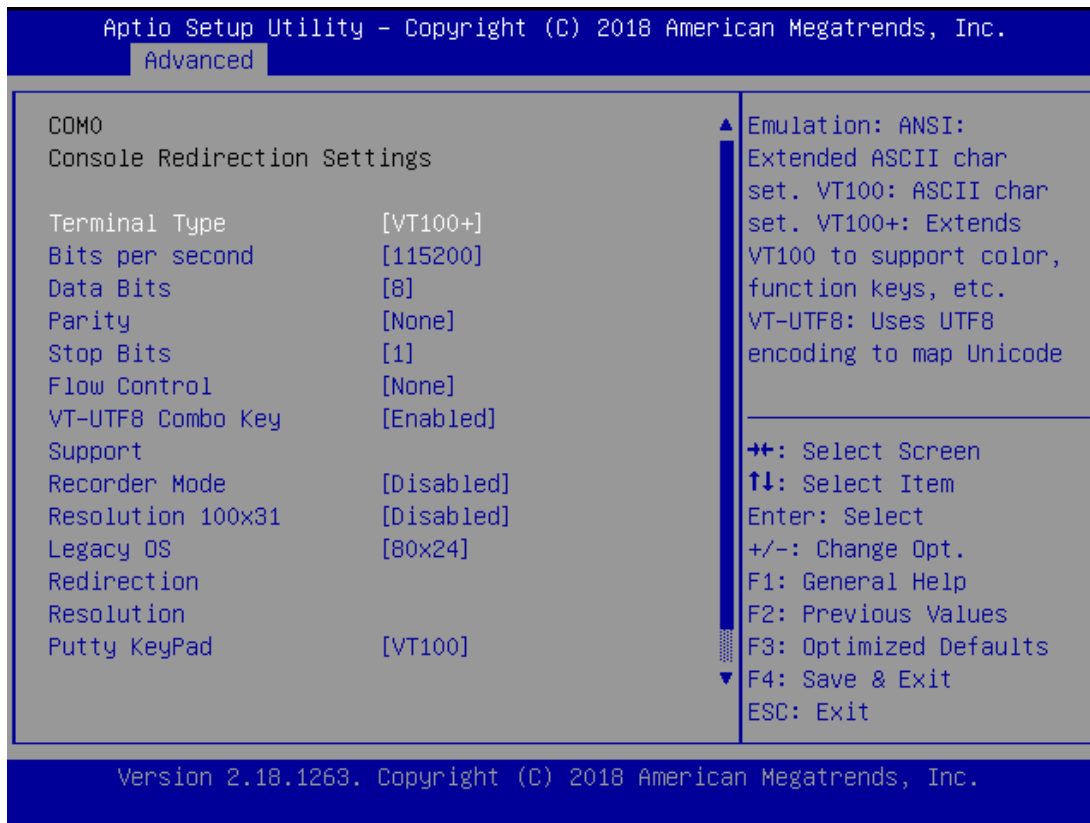 Aptio Setup Utility – Copyright (C) 2018 American Megatrends, Inc.
Advanced
COM0
Console Redirection Settings
Terminal Type [VT100+]
Bits per second [115200]
Data Bits [8]
Parity [None]
Stop Bits [1]
Flow Control [None]
VT-UTF8 Combo Key [Enabled]
Support
Recorder Mode [Disabled]
Resolution 100x31 [Disabled]
Legacy OS [80x24]
Redirection
Resolution
Putty KeyPad [VT100]
Emulation: ANSI:
Extended ASCII char
set. VT100: ASCII char
set. VT100+: Extends
VT100 to support color,
function keys, etc.
VT-UTF8: Uses UTF8
encoding to map Unicode
→←: Select Screen
↑↓: Select Item
Enter: Select
+/-: Change Opt.
F1: General Help
F2: Previous Values
F3: Optimized Defaults
F4: Save & Exit
ESC: Exit
Version 2.18.1263. Copyright (C) 2018 American Megatrends, Inc.